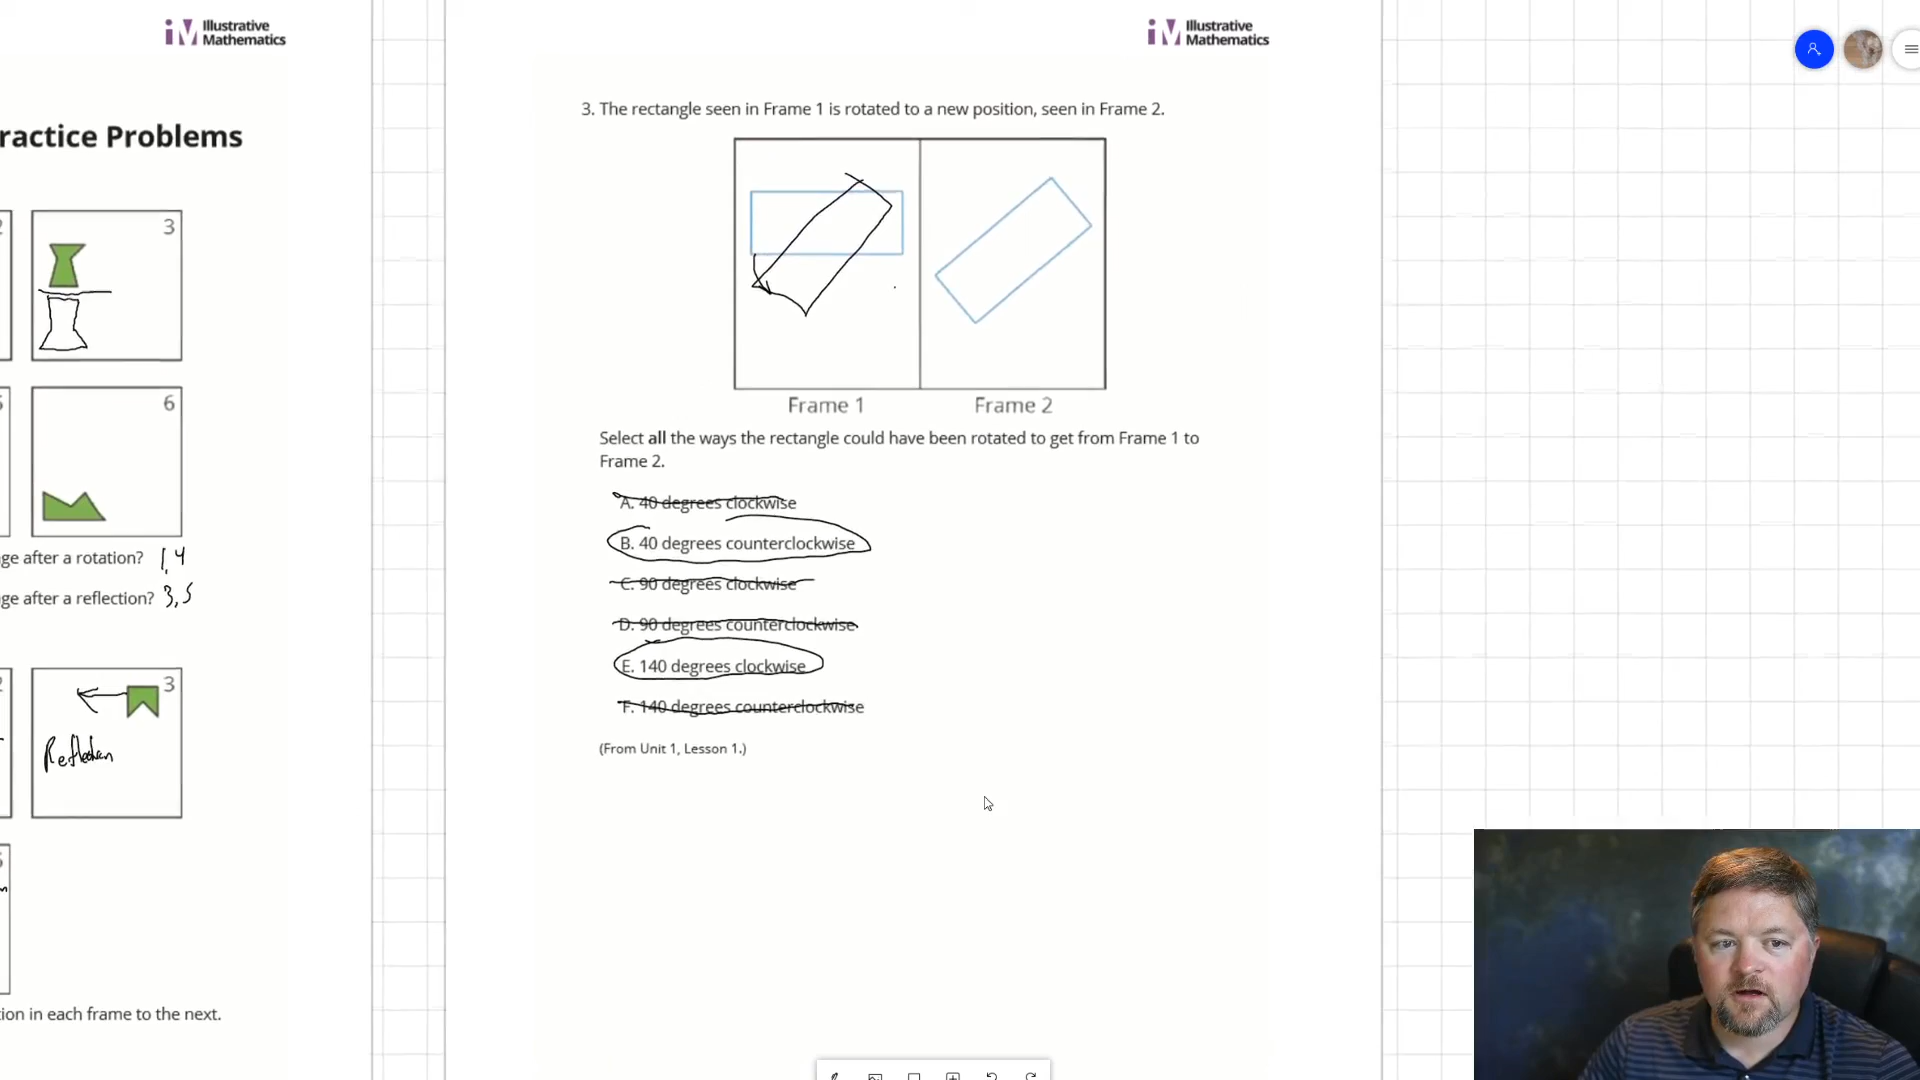 Illustrative
Mathematics
ractice Problems
3
6
ge after a rotation? 1, 4
ge after a reflection? 3, 5
3
Reflection
ion in each frame to the next.
Illustrative
Mathematics
3. The rectangle seen in Frame 1 is rotated to a new position, seen in Frame 2.
Frame 1
Frame 2
Select all the ways the rectangle could have been rotated to get from Frame 1 to
Frame 2.
A. 40 degrees clockwise
B. 40 degrees counterclockwise
C. 90 degrees clockwise
D. 90 degrees counterclockwise
E. 140 degrees clockwise
F. 140 degrees counterclockwise
(From Unit 1, Lesson 1.)